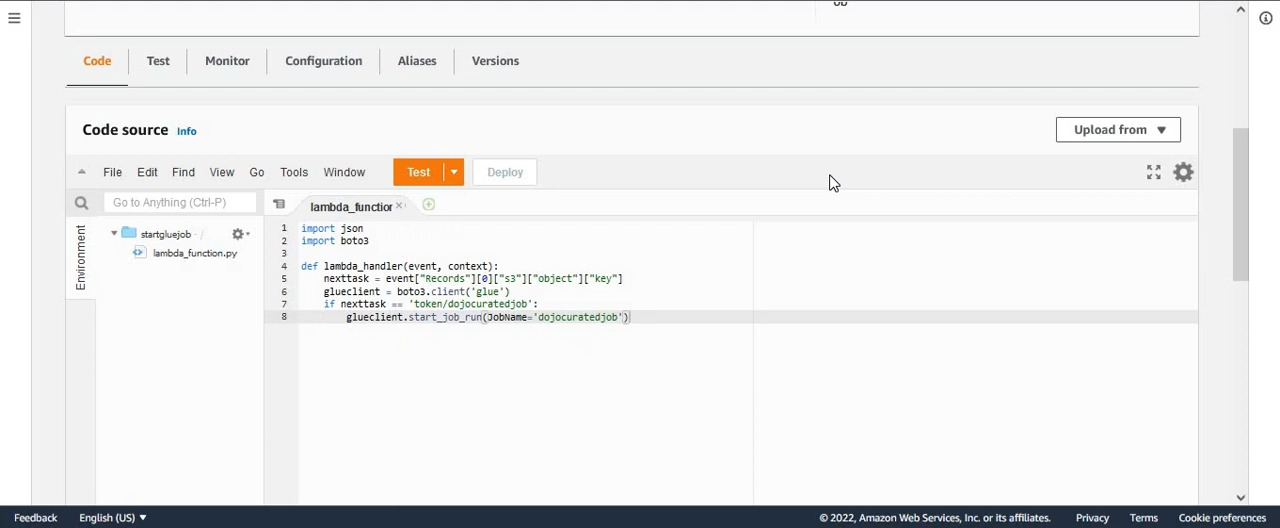 Code Test Monitor Configuration Aliases Versions
Code source Info Upload from
File Edit Find View Go Tools Window Test Deploy
Go to Anything (Ctrl-P) lambda_function
Environment
startgluejob - /
lambda_function.py
1 import json
2 import boto3
3
4 def lambda_handler(event, context):
5 nexttask = event["Records"][0]["s3"]["object"]["key"]
6 glueclient = boto3.client('glue')
7 if nexttask == 'token/dojocuratedjob':
8 glueclient.start_job_run(JobName='dojocuratedjob')
Feedback English (US) © 2022, Amazon Web Services, Inc. or its affiliates. Privacy Terms Cookie preferences